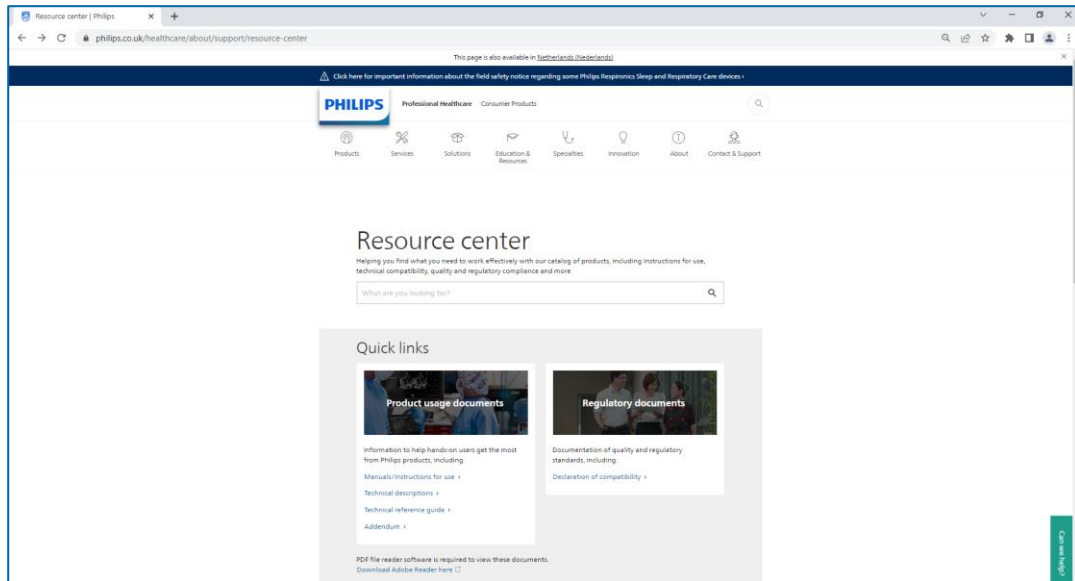 Resource center | Philips
philips.co.uk/healthcare/about/support/resource-center
This page is also available in Netherlands (Nederlands)
Click here for important information about the field safety notice regarding some Philips Respironics Sleep and Respiratory Care devices ›
PHILIPS
Professional Healthcare Consumer Products
Products Services Solutions Education & Resources Specialties Innovation About Contact & Support
Resource center
Helping you find what you need to work effectively with our catalog of products, including Instructions for use,
technical compatibility, quality and regulatory compliance and more.
What are you looking for?
Quick links
Product usage documents
Information to help hands-on users get the most
from Philips products, including:
Manuals/Instructions for use ›
Technical descriptions ›
Technical reference guide ›
Addendum ›
Regulatory documents
Documentation of quality and regulatory
standards, including:
Declaration of compatibility ›
PDF file reader software is required to view these documents.
Download Adobe Reader here
Can we help?